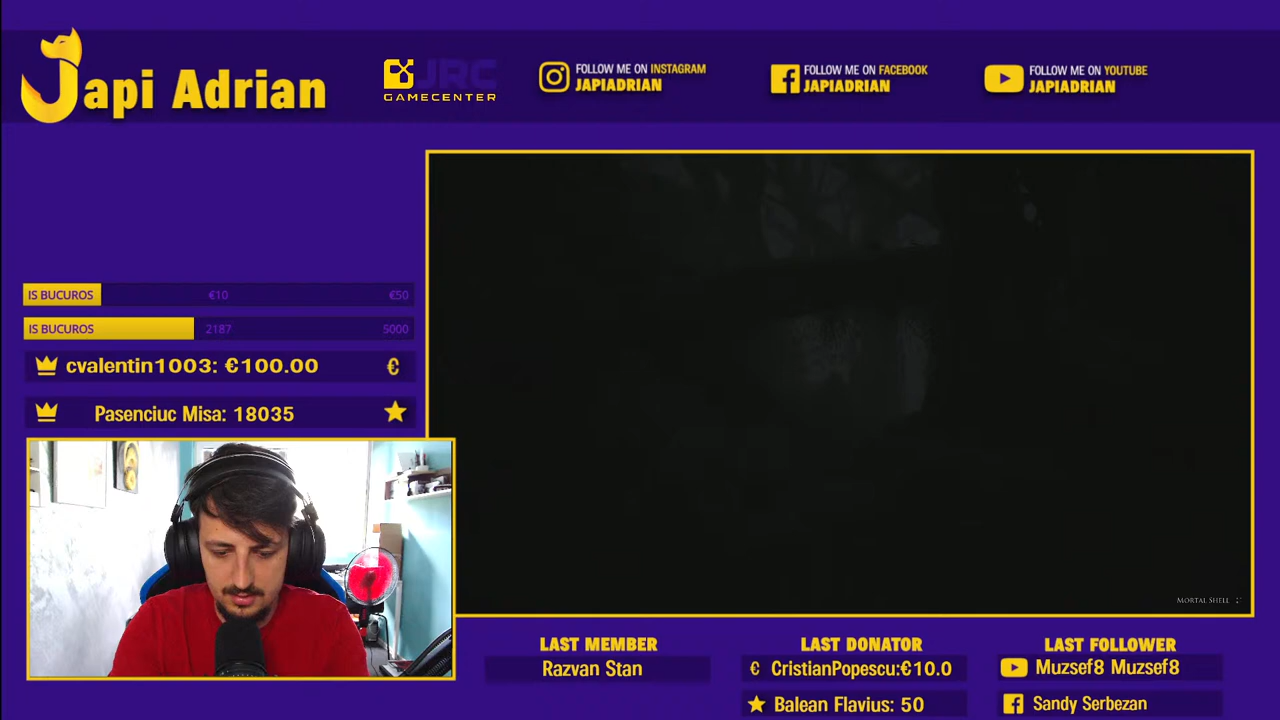 Japi Adrian
JRC
GAMECENTER
FOLLOW ME ON INSTAGRAM
JAPIADRIAN
FOLLOW ME ON FACEBOOK
JAPIADRIAN
FOLLOW ME ON YOUTUBE
JAPIADRIAN
IS BUCUROS €10 €50
IS BUCUROS 2187 5000
cvalentin1003: €100.00 €
Pasenciuc Misa: 18035
MORTAL SHELL
LAST MEMBER
Razvan Stan
LAST DONATOR
€ CristianPopescu:€10.0
Balean Flavius: 50
LAST FOLLOWER
Muzsef8 Muzsef8
Sandy Serbezan